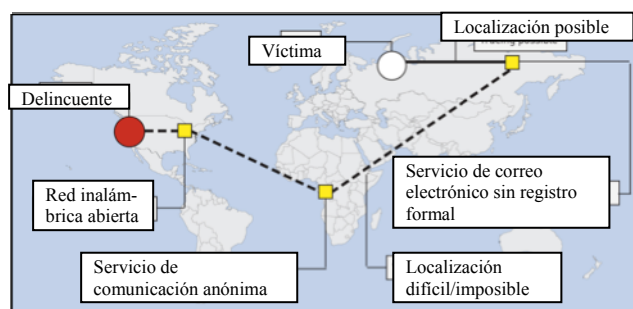 Localización posible
Víctima
Delincuente
Red inalám-
brica abierta
Servicio de correo
electrónico sin registro
formal
Servicio de
comunicación anónima
Localización
difícil/imposible